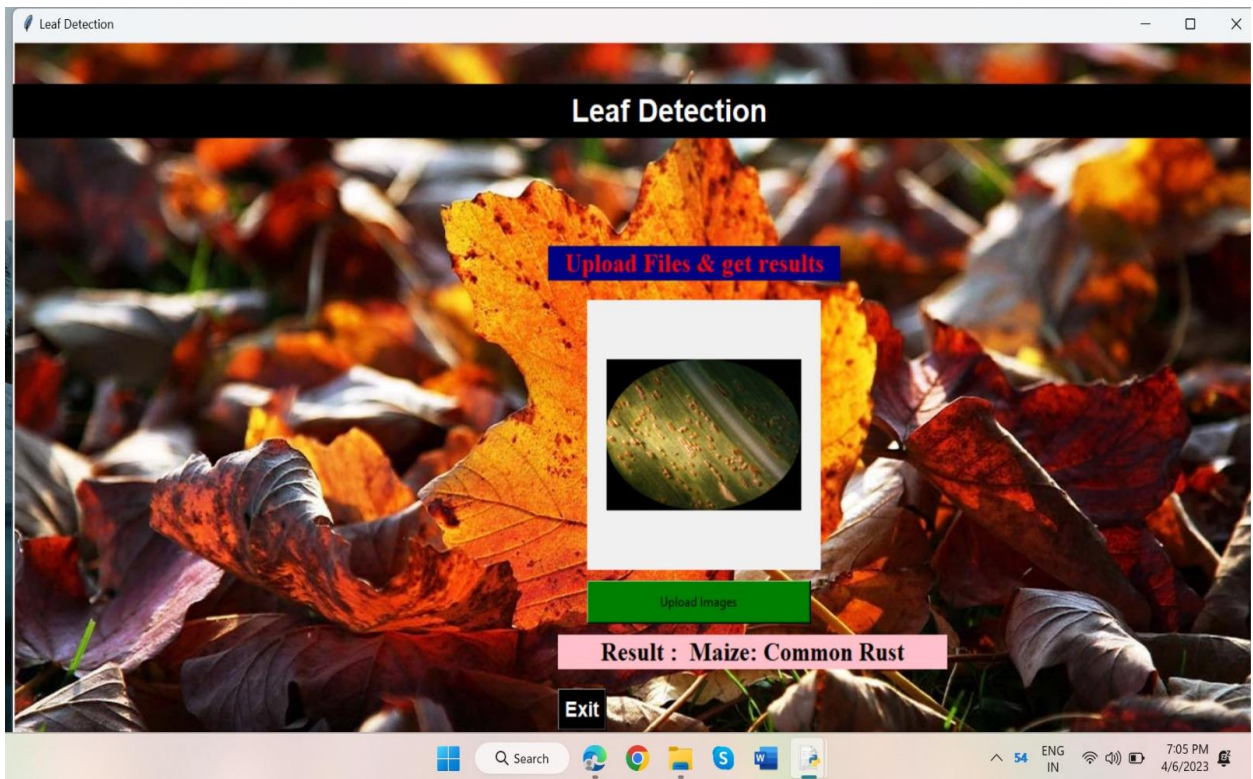 Leaf Detection
Leaf Detection
Upload Files & get results
Upload Images
Result : Maize: Common Rust
Exit
Search
54
ENG
IN
7:05 PM
4/6/2023